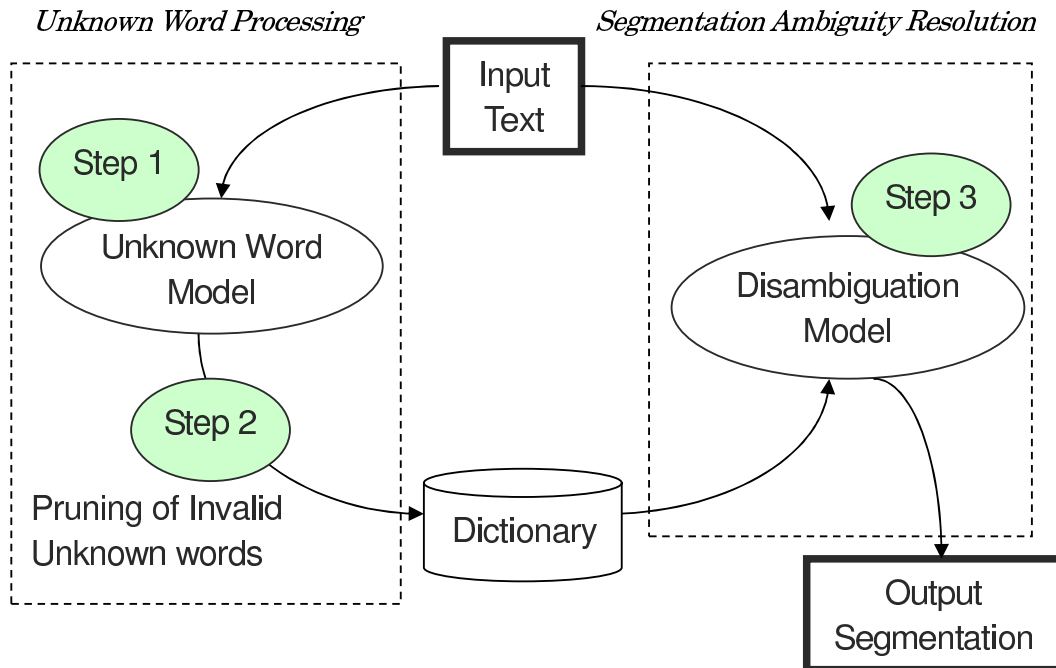 Unknown Word Processing
Segmentation Ambiguity Resolution
Input
Text
Step 1
Unknown Word
Model
Step 2
Pruning of Invalid
Unknown words
Dictionary
Step 3
Disambiguation
Model
Output
Segmentation